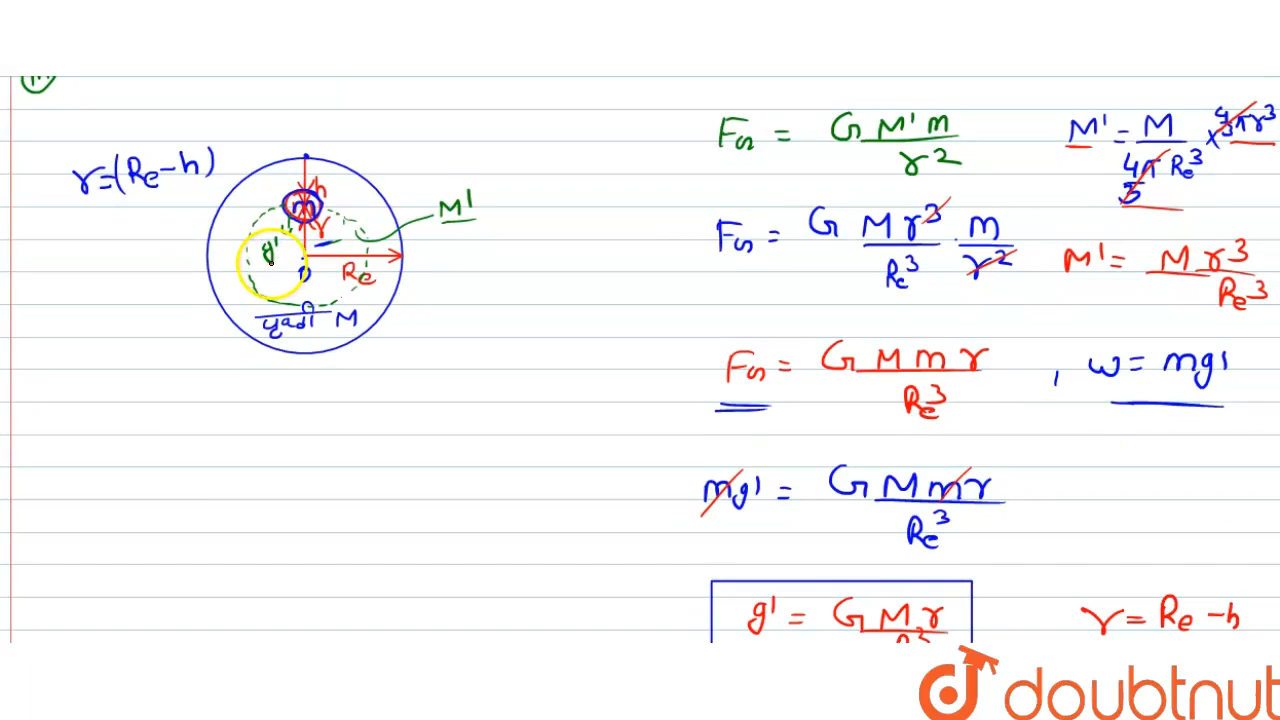 r=(Re-h)
h
m
r
M'
g'
Re
M
FG = G M' m / r2
M' = M / 4/3 π Re3 × 4/3 πr3
FG = G M r3 / Re3 . m / r2
M' = M r3 / Re3
FG = G M m r / Re3 , ω = mg'
mg' = G M m r / Re3
g' = G M r r = Re - h
doubtnut